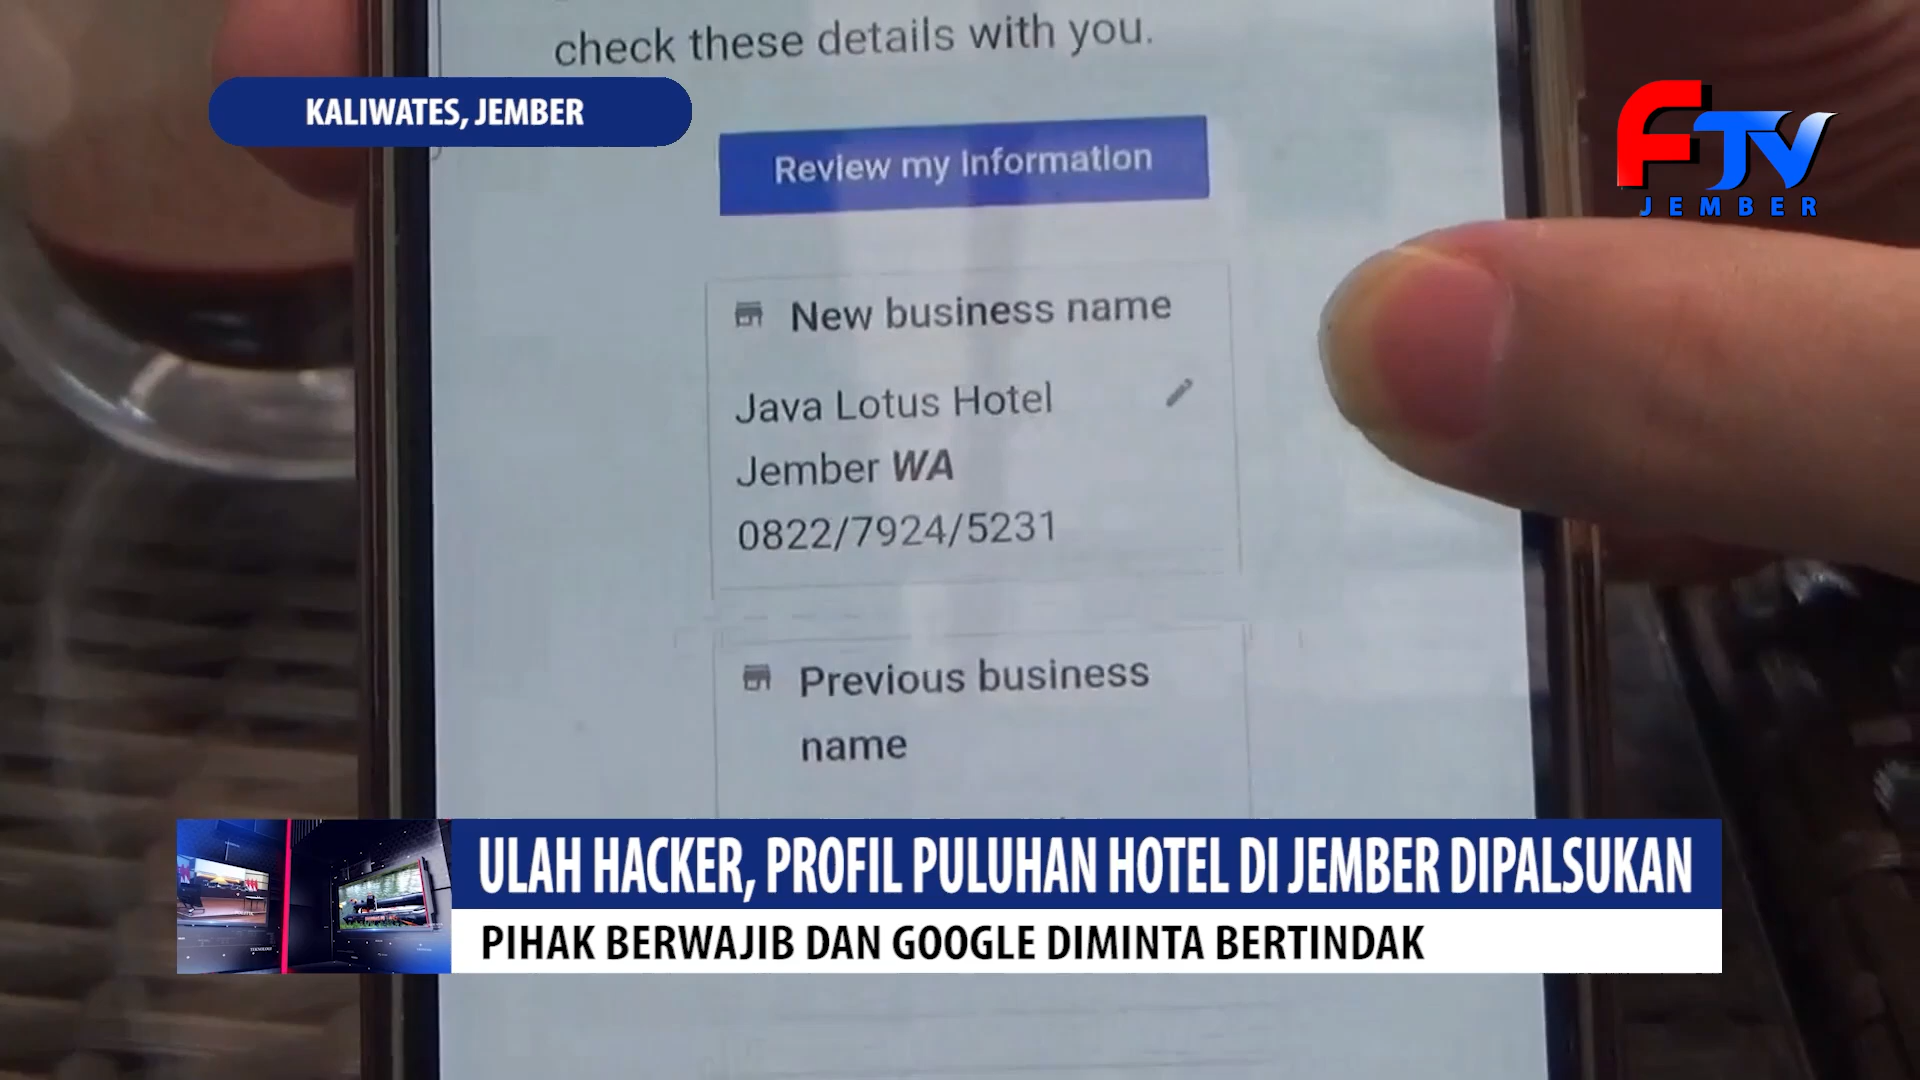 check these details with you.
KALIWATES, JEMBER
FTV
JEMBER
Review my information
New business name
Java Lotus Hotel
Jember WA
0822/7924/5231
Previous business
name
ULAH HACKER, PROFIL PULUHAN HOTEL DI JEMBER DIPALSUKAN
PIHAK BERWAJIB DAN GOOGLE DIMINTA BERTINDAK